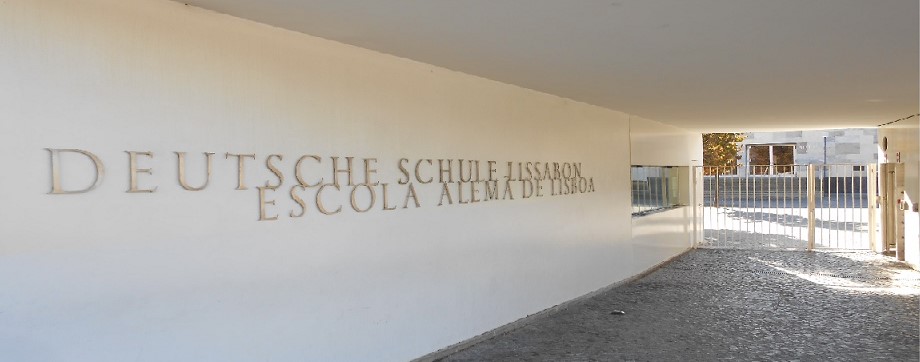 DEUTSCHE SCHULE LISSABON
ESCOLA ALEMÃ DE LISBOA